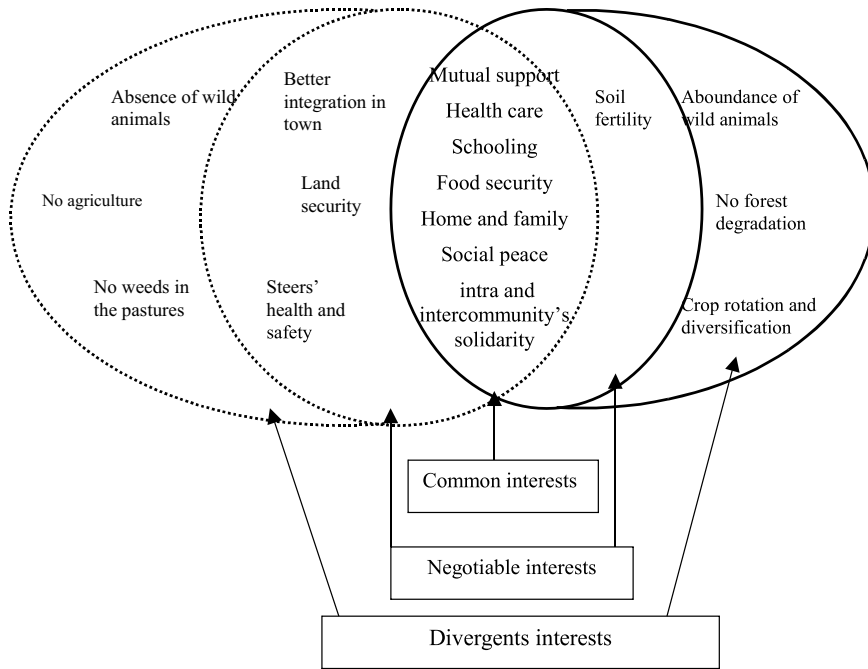 Absence of wild
animals
No agriculture
No weeds in
the pastures
Better
integration in
town
Land
security
Steers’
health and
safety
Mutual support
Health care
Schooling
Food security
Home and family
Social peace
intra and
intercommunity’s
solidarity
Soil
fertility
Aboundance of
wild animals
No forest
degradation
Crop rotation and
diversification
Common interests
Negotiable interests
Divergents interests